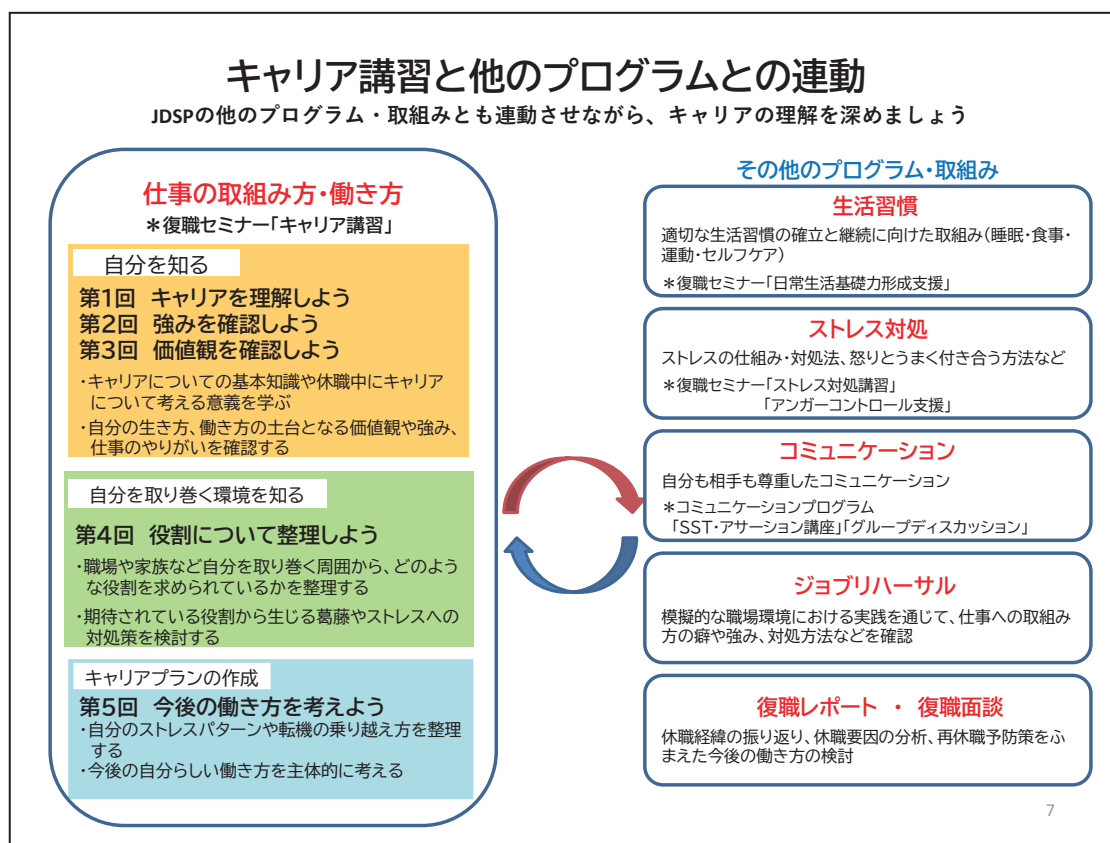 キャリア講習と他のプログラムとの連動
JDSPの他のプログラム・取組みとも連動させながら、キャリアの理解を深めましょう
仕事の取組み方・働き方
＊復職セミナー「キャリア講習」
自分を知る
第1回 キャリアを理解しよう
第2回 強みを確認しよう
第3回 価値観を確認しよう
・キャリアについての基本知識や休職中にキャリア
について考える意義を学ぶ
・自分の生き方、働き方の土台となる価値観や強み、
仕事のやりがいを確認する
自分を取り巻く環境を知る
第4回 役割について整理しよう
・職場や家族など自分を取り巻く周囲から、どのよう
な役割を求められているかを整理する
・期待されている役割から生じる葛藤やストレスへの
対処策を検討する
キャリアプランの作成
第5回 今後の働き方を考えよう
・自分のストレスパターンや転機の乗り越え方を整理
する
・今後の自分らしい働き方を主体的に考える
その他のプログラム・取組み
生活習慣
適切な生活習慣の確立と継続に向けた取組み(睡眠・食事・
運動・セルフケア)
＊復職セミナー「日常生活基礎力形成支援」
ストレス対処
ストレスの仕組み・対処法、怒りとうまく付き合う方法など
＊復職セミナー「ストレス対処講習」
「アンガーコントロール支援」
コミュニケーション
自分も相手も尊重したコミュニケーション
＊コミュニケーションプログラム
「SST・アサーション講座」「グループディスカッション」
ジョブリハーサル
模擬的な職場環境における実践を通じて、仕事への取組み
方の癖や強み、対処方法などを確認
復職レポート ・ 復職面談
休職経緯の振り返り、休職要因の分析、再休職予防策をふ
まえた今後の働き方の検討
7